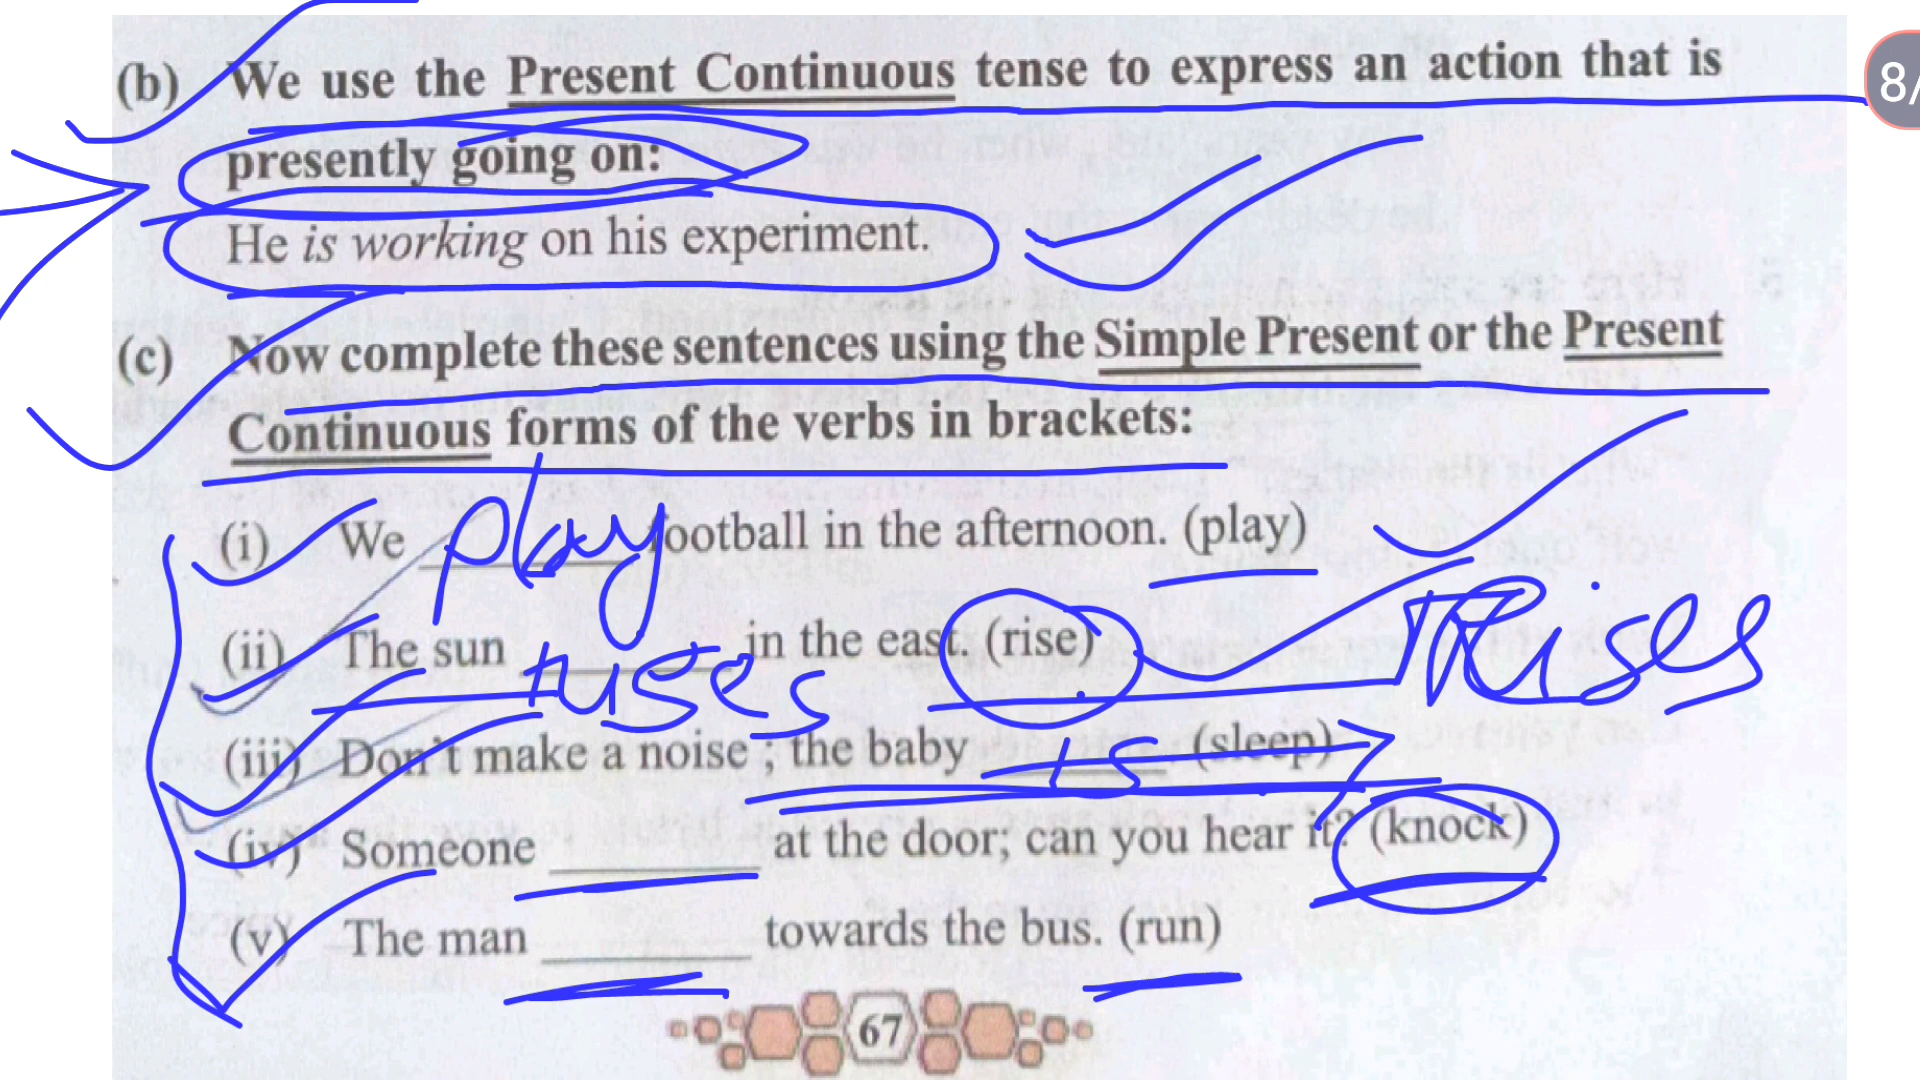 (b) We use the Present Continuous tense to express an action that is
presently going on:
He is working on his experiment.
(c) Now complete these sentences using the Simple Present or the Present
Continuous forms of the verbs in brackets:
(i) We play football in the afternoon. (play)
(ii) The sun rises in the east. (rise) Rises
(iii) Don't make a noise ; the baby is (sleep)
(iv) Someone ________ at the door; can you hear it? (knock)
(v) The man ________ towards the bus. (run)
67
8/